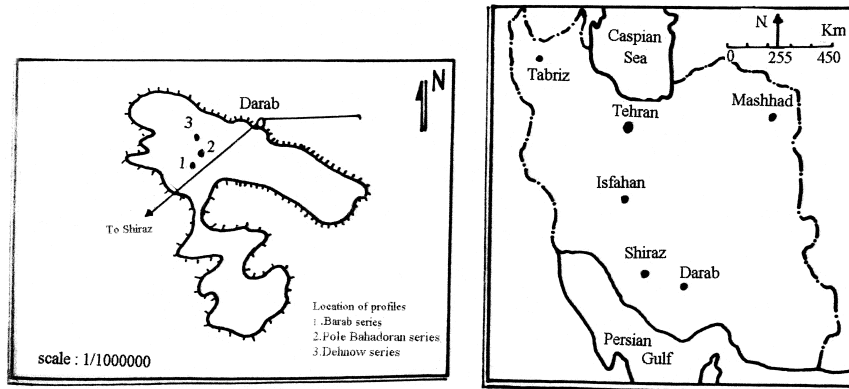 Darab
N
3
2
1
To Shiraz
Location of profiles
1 .Barab series
2.Pole Bahadoran series
3.Dehnow series
scale : 1/1000000
N
Km
0 255 450
Caspian
Sea
Tabriz
Mashhad
Tehran
Isfahan
Shiraz
Darab
Persian
Gulf